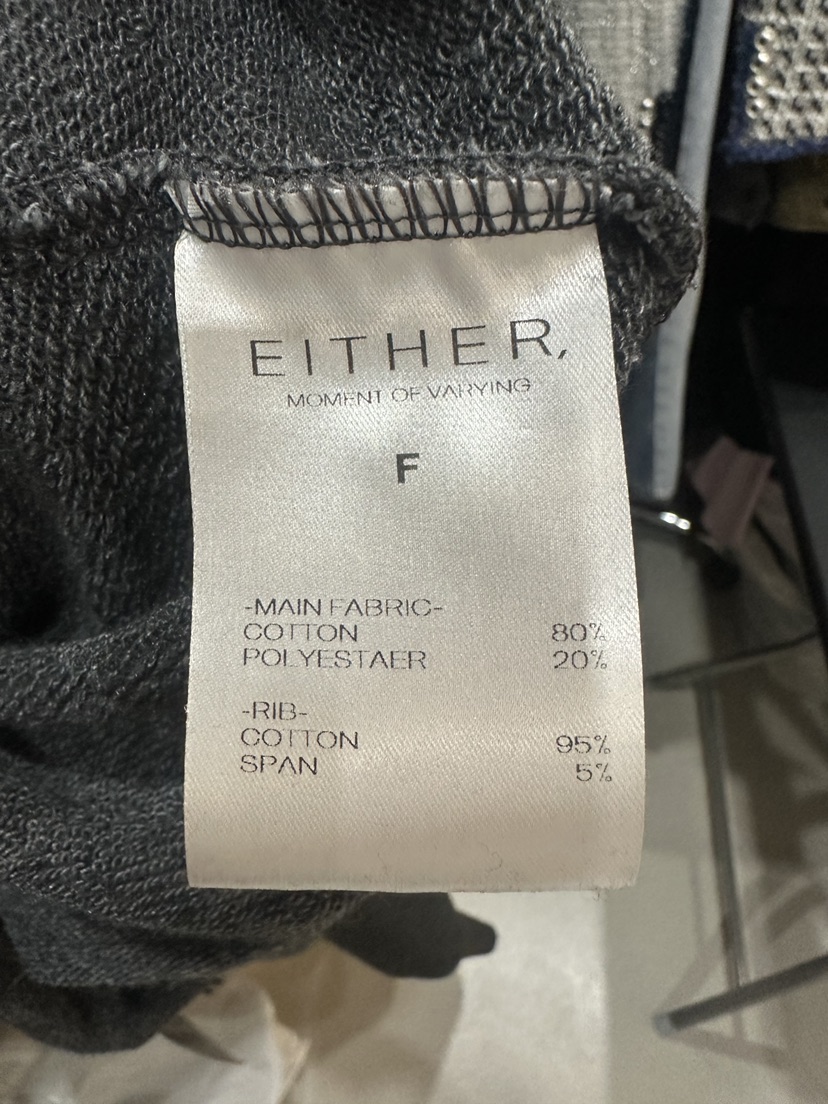 EITHER,
MOMENT OF VARYING
F
-MAIN FABRIC-
COTTON 80%
POLYESTAER 20%
-RIB-
COTTON 95%
SPAN 5%